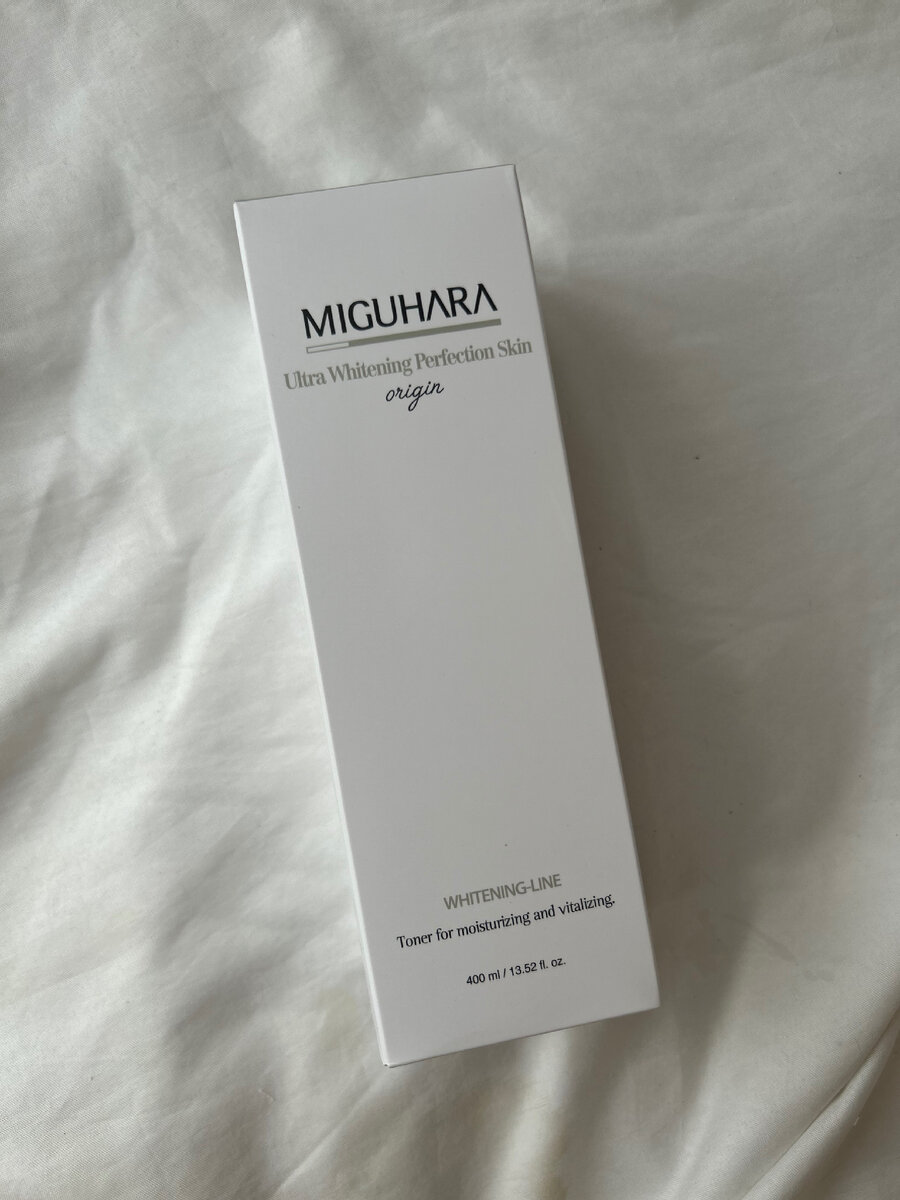 MIGUHARA
Ultra Whitening Perfection Skin
origin
WHITENING-LINE
Toner for moisturizing and vitalizing.
400 ml / 13.52 fl. oz.